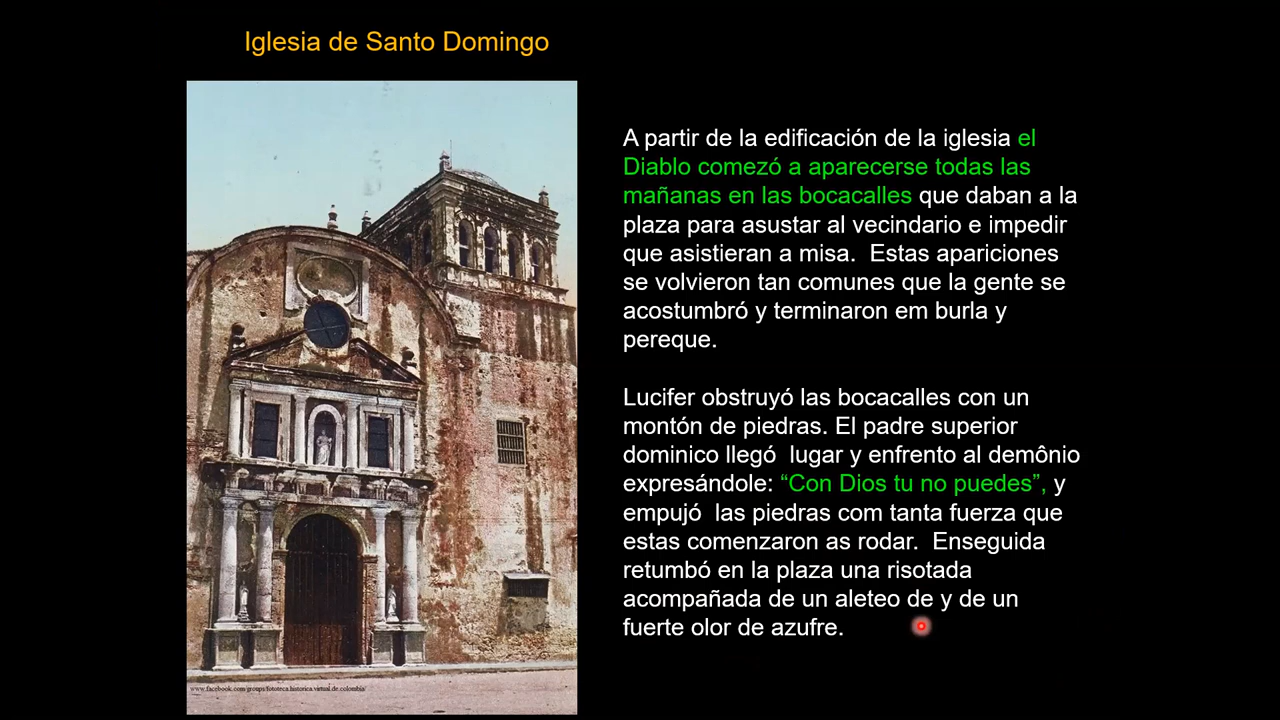 Iglesia de Santo Domingo
A partir de la edificación de la iglesia el
Diablo comezó a aparecerse todas las
mañanas en las bocacalles que daban a la
plaza para asustar al vecindario e impedir
que asistieran a misa.  Estas apariciones
se volvieron tan comunes que la gente se
acostumbró y terminaron em burla y
pereque.
Lucifer obstruyó las bocacalles con un
montón de piedras. El padre superior
dominico llegó  lugar y enfrento al demônio
expresándole: “Con Dios tu no puedes”, y
empujó  las piedras com tanta fuerza que
estas comenzaron as rodar.  Enseguida
retumbó en la plaza una risotada
acompañada de un aleteo de y de un
fuerte olor de azufre.
www.facebook.com/groups/fototeca.historica.virtual.de.colombia/